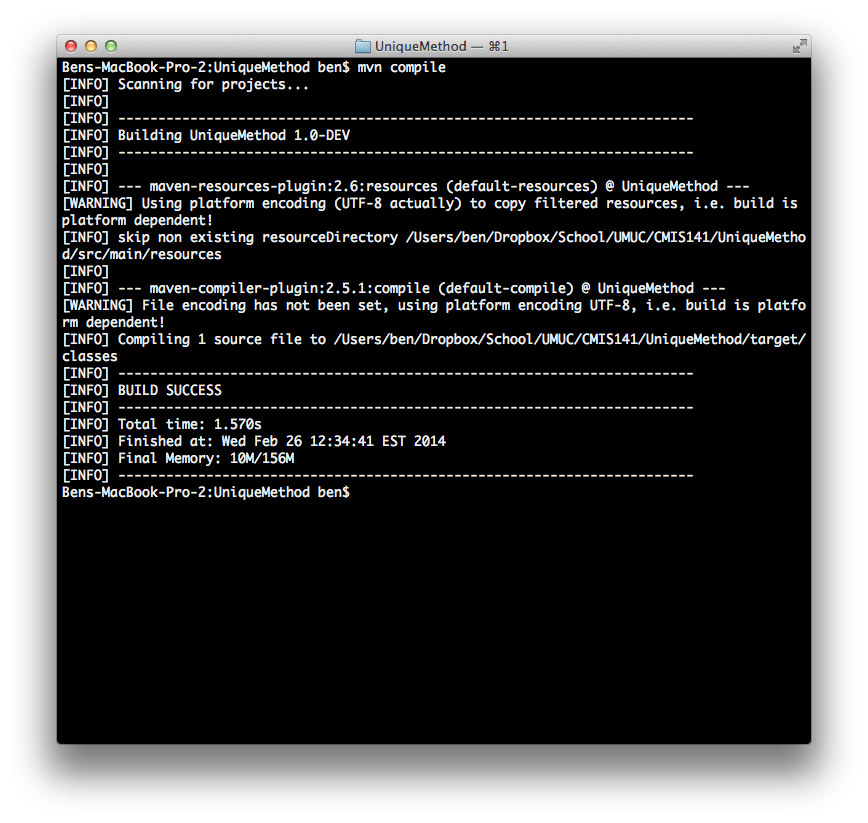 UniqueMethod — ⌘1
Bens-MacBook-Pro-2:UniqueMethod ben$ mvn compile
[INFO] Scanning for projects...
[INFO]
[INFO] ------------------------------------------------------------------------
[INFO] Building UniqueMethod 1.0-DEV
[INFO] ------------------------------------------------------------------------
[INFO]
[INFO] --- maven-resources-plugin:2.6:resources (default-resources) @ UniqueMethod ---
[WARNING] Using platform encoding (UTF-8 actually) to copy filtered resources, i.e. build is
platform dependent!
[INFO] skip non existing resourceDirectory /Users/ben/Dropbox/School/UMUC/CMIS141/UniqueMetho
d/src/main/resources
[INFO]
[INFO] --- maven-compiler-plugin:2.5.1:compile (default-compile) @ UniqueMethod ---
[WARNING] File encoding has not been set, using platform encoding UTF-8, i.e. build is platfo
rm dependent!
[INFO] Compiling 1 source file to /Users/ben/Dropbox/School/UMUC/CMIS141/UniqueMethod/target/
classes
[INFO] ------------------------------------------------------------------------
[INFO] BUILD SUCCESS
[INFO] ------------------------------------------------------------------------
[INFO] Total time: 1.570s
[INFO] Finished at: Wed Feb 26 12:34:41 EST 2014
[INFO] Final Memory: 10M/156M
[INFO] ------------------------------------------------------------------------
Bens-MacBook-Pro-2:UniqueMethod ben$